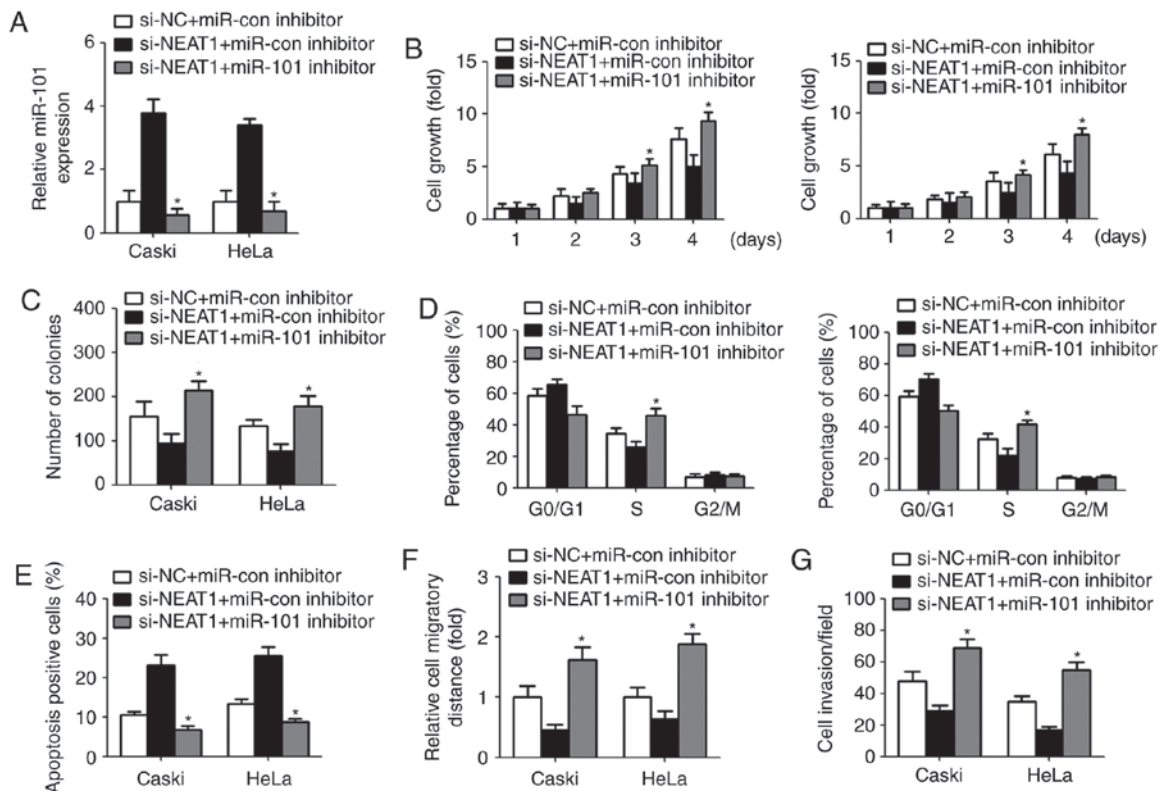 A
si-NC+miR-con inhibitor
si-NEAT1+miR-con inhibitor
si-NEAT1+miR-101 inhibitor
Relative miR-101
expression
6
4
2
0
*
*
Caski
HeLa
B
si-NC+miR-con inhibitor
si-NEAT1+miR-con inhibitor
si-NEAT1+miR-101 inhibitor
Cell growth (fold)
15
10
5
0
*
*
1
2
3
4
(days)
si-NC+miR-con inhibitor
si-NEAT1+miR-con inhibitor
si-NEAT1+miR-101 inhibitor
Cell growth (fold)
15
10
5
0
*
*
1
2
3
4
(days)
C
si-NC+miR-con inhibitor
si-NEAT1+miR-con inhibitor
si-NEAT1+miR-101 inhibitor
Number of colonies
400
300
200
100
0
*
*
Caski
HeLa
D
si-NC+miR-con inhibitor
si-NEAT1+miR-con inhibitor
si-NEAT1+miR-101 inhibitor
Percentage of cells (%)
100
80
60
40
20
0
*
G0/G1
S
G2/M
si-NC+miR-con inhibitor
si-NEAT1+miR-con inhibitor
si-NEAT1+miR-101 inhibitor
Percentage of cells (%)
100
80
60
40
20
0
*
G0/G1
S
G2/M
E
si-NC+miR-con inhibitor
si-NEAT1+miR-con inhibitor
si-NEAT1+miR-101 inhibitor
Apoptosis positive cells (%)
40
30
20
10
0
*
*
Caski
HeLa
F
si-NC+miR-con inhibitor
si-NEAT1+miR-con inhibitor
si-NEAT1+miR-101 inhibitor
Relative cell migratory
distance (fold)
3
2
1
0
*
*
Caski
HeLa
G
si-NC+miR-con inhibitor
si-NEAT1+miR-con inhibitor
si-NEAT1+miR-101 inhibitor
Cell invasion/field
100
80
60
40
20
0
*
*
Caski
HeLa